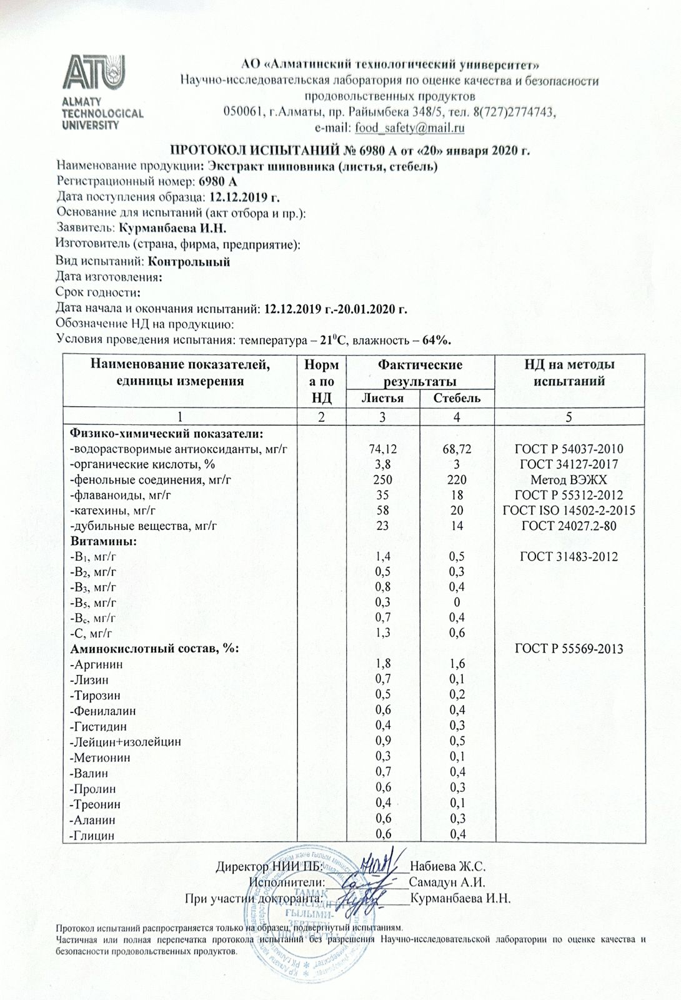 ATU
ALMATY
TECHNOLOGICAL
UNIVERSITY
АО «Алматинский технологический университет»
Научно-исследовательская лаборатория по оценке качества и безопасности
продовольственных продуктов
050061, г.Алматы, пр. Райымбека 348/5, тел. 8(727)2774743,
e-mail: food_safety@mail.ru
ПРОТОКОЛ ИСПЫТАНИЙ № 6980 А от «20» января 2020 г.
Наименование продукции: Экстракт шиповника (листья, стебель)
Регистрационный номер: 6980 А
Дата поступления образца: 12.12.2019 г.
Основание для испытаний (акт отбора и пр.):
Заявитель: Курманбаева И.Н.
Изготовитель (страна, фирма, предприятие):
Вид испытаний: Контрольный
Дата изготовления:
Срок годности:
Дата начала и окончания испытаний: 12.12.2019 г.-20.01.2020 г.
Обозначение НД на продукцию:
Условия проведения испытания: температура – 21⁰С, влажность – 64%.
Наименование показателей, единицы измерения Норма по НД Фактические результаты НД на методы испытаний
Листья Стебель
1 2 3 4 5
Физико-химический показатели:
-водорастворимые антиоксиданты, мг/г 74,12 68,72 ГОСТ Р 54037-2010
-органические кислоты, % 3,8 3 ГОСТ 34127-2017
-фенольные соединения, мг/г 250 220 Метод ВЭЖХ
-флаваноиды, мг/г 35 18 ГОСТ Р 55312-2012
-катехины, мг/г 58 20 ГОСТ ISO 14502-2-2015
-дубильные вещества, мг/г 23 14 ГОСТ 24027.2-80
Витамины:
-В₁, мг/г 1,4 0,5 ГОСТ 31483-2012
-В₂, мг/г 0,5 0,3
-В₃, мг/г 0,8 0,4
-В₅, мг/г 0,3 0
-Вс, мг/г 0,7 0,4
-С, мг/г 1,3 0,6
Аминокислотный состав, %: ГОСТ Р 55569-2013
-Аргинин 1,8 1,6
-Лизин 0,7 0,1
-Тирозин 0,5 0,2
-Фенилалин 0,6 0,4
-Гистидин 0,4 0,3
-Лейцин+изолейцин 0,9 0,5
-Метионин 0,3 0,1
-Валин 0,7 0,4
-Пролин 0,6 0,3
-Треонин 0,4 0,1
-Аланин 0,6 0,3
-Глицин 0,6 0,4
Директор НИИ ПБ: Набиева Ж.С.
Исполнители: Самадун А.И.
При участии докторанта: Курманбаева И.Н.
ТАМАҚ
ҚАУІПСІЗДІГІ
ҒЫЛЫМИ-
ЗЕРТТЕУ
ИНСТИТУТЫ
Протокол испытаний распространяется только на образец, подвергнутый испытаниям.
Частичная или полная перепечатка протокола испытаний без разрешения Научно-исследовательской лаборатории по оценке качества и
безопасности продовольственных продуктов.